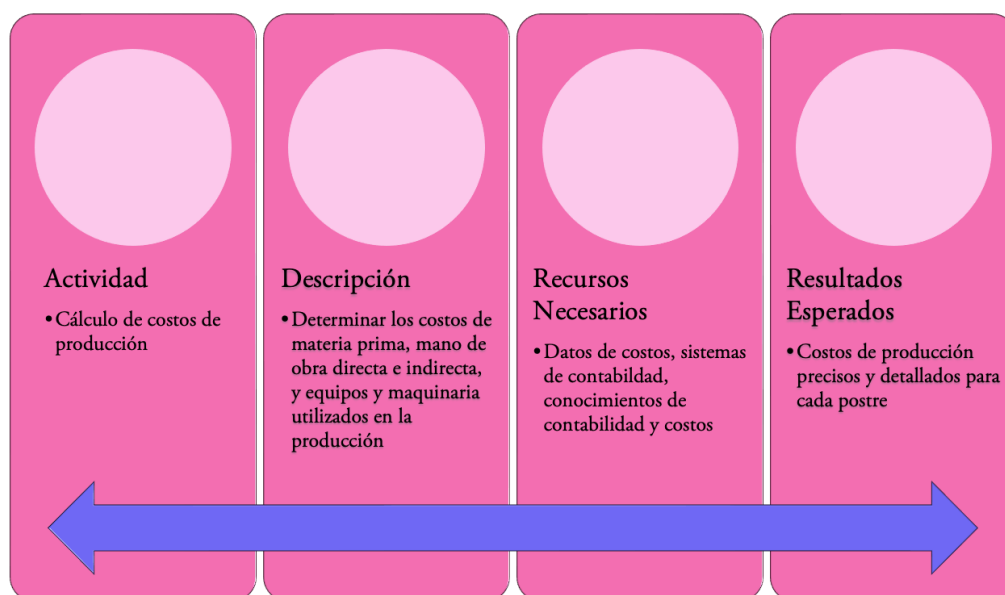 Actividad
•Cálculo de costos de
producción
Descripción
•Determinar los costos de
materia prima, mano de
obra directa e indirecta,
y equipos y maquinaria
utilizados en la
producción
Recursos
Necesarios
•Datos de costos, sistemas
de contabildad,
conocimientos de
contabilidad y costos
Resultados
Esperados
•Costos de producción
precisos y detallados para
cada postre